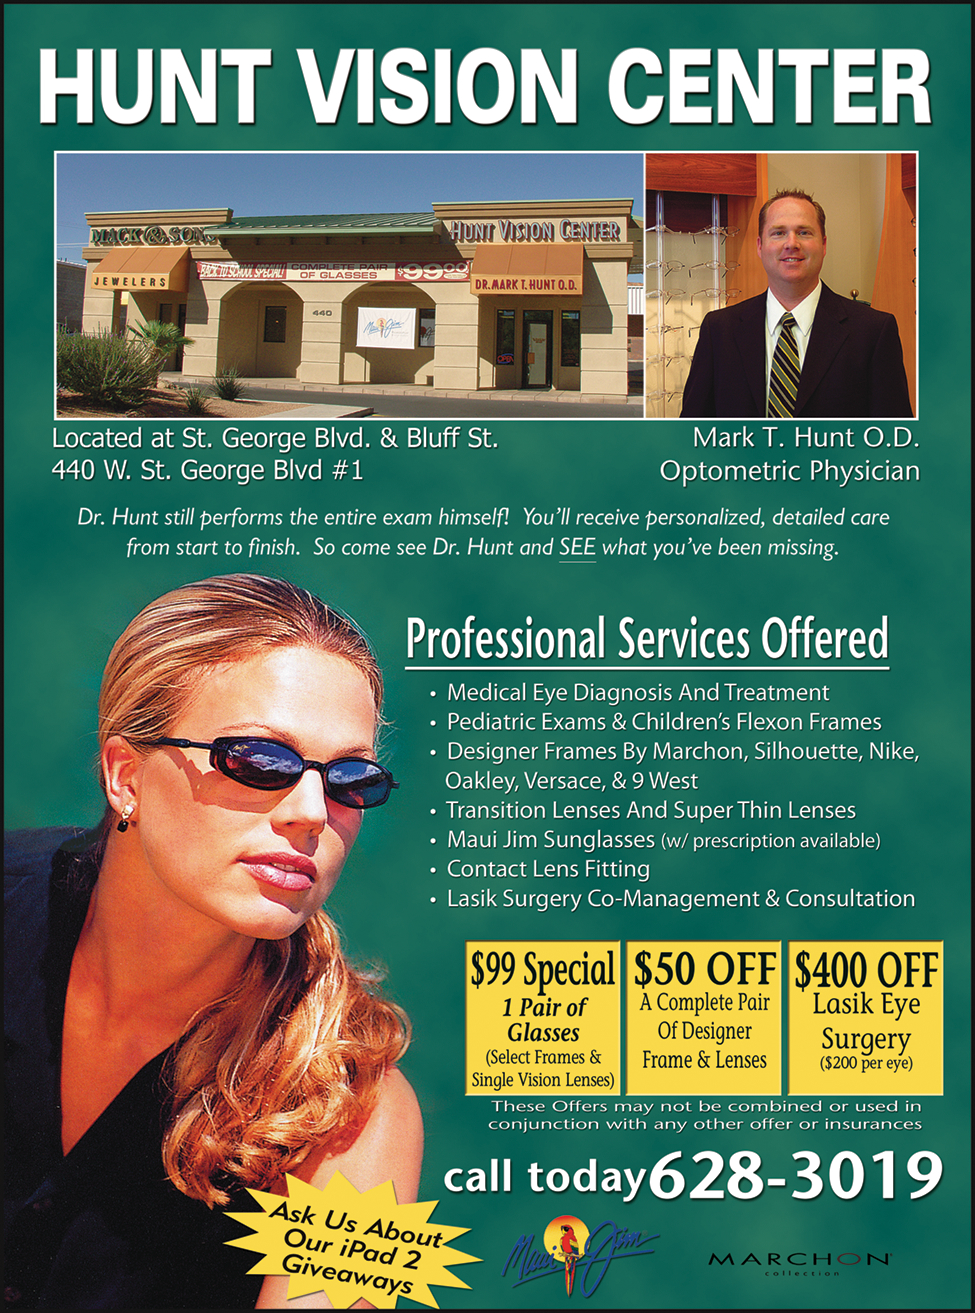 HUNT VISION CENTER
MACK & SONS
JEWELERS
BACK TO SCHOOL SPECIAL!
COMPLETE PAIR
OF GLASSES
$99.00
HUNT VISION CENTER
DR. MARK T. HUNT O.D.
440
Maui Jim
OPEN
Located at St. George Blvd. & Bluff St.
440 W. St. George Blvd #1
Mark T. Hunt O.D.
Optometric Physician
Dr. Hunt still performs the entire exam himself!  You'll receive personalized, detailed care
from start to finish.  So come see Dr. Hunt and SEE what you've been missing.
Professional Services Offered
• Medical Eye Diagnosis And Treatment
• Pediatric Exams & Children's Flexon Frames
• Designer Frames By Marchon, Silhouette, Nike,
Oakley, Versace, & 9 West
• Transition Lenses And Super Thin Lenses
• Maui Jim Sunglasses (w/ prescription available)
• Contact Lens Fitting
• Lasik Surgery Co-Management & Consultation
$99 Special
1 Pair of
Glasses
(Select Frames &
Single Vision Lenses)
$50 OFF
A Complete Pair
Of Designer
Frame & Lenses
$400 OFF
Lasik Eye
Surgery
($200 per eye)
These Offers may not be combined or used in
conjunction with any other offer or insurances
call today 628-3019
Ask Us About
Our iPad 2
Giveaways
Maui Jim
MARCHON
collection